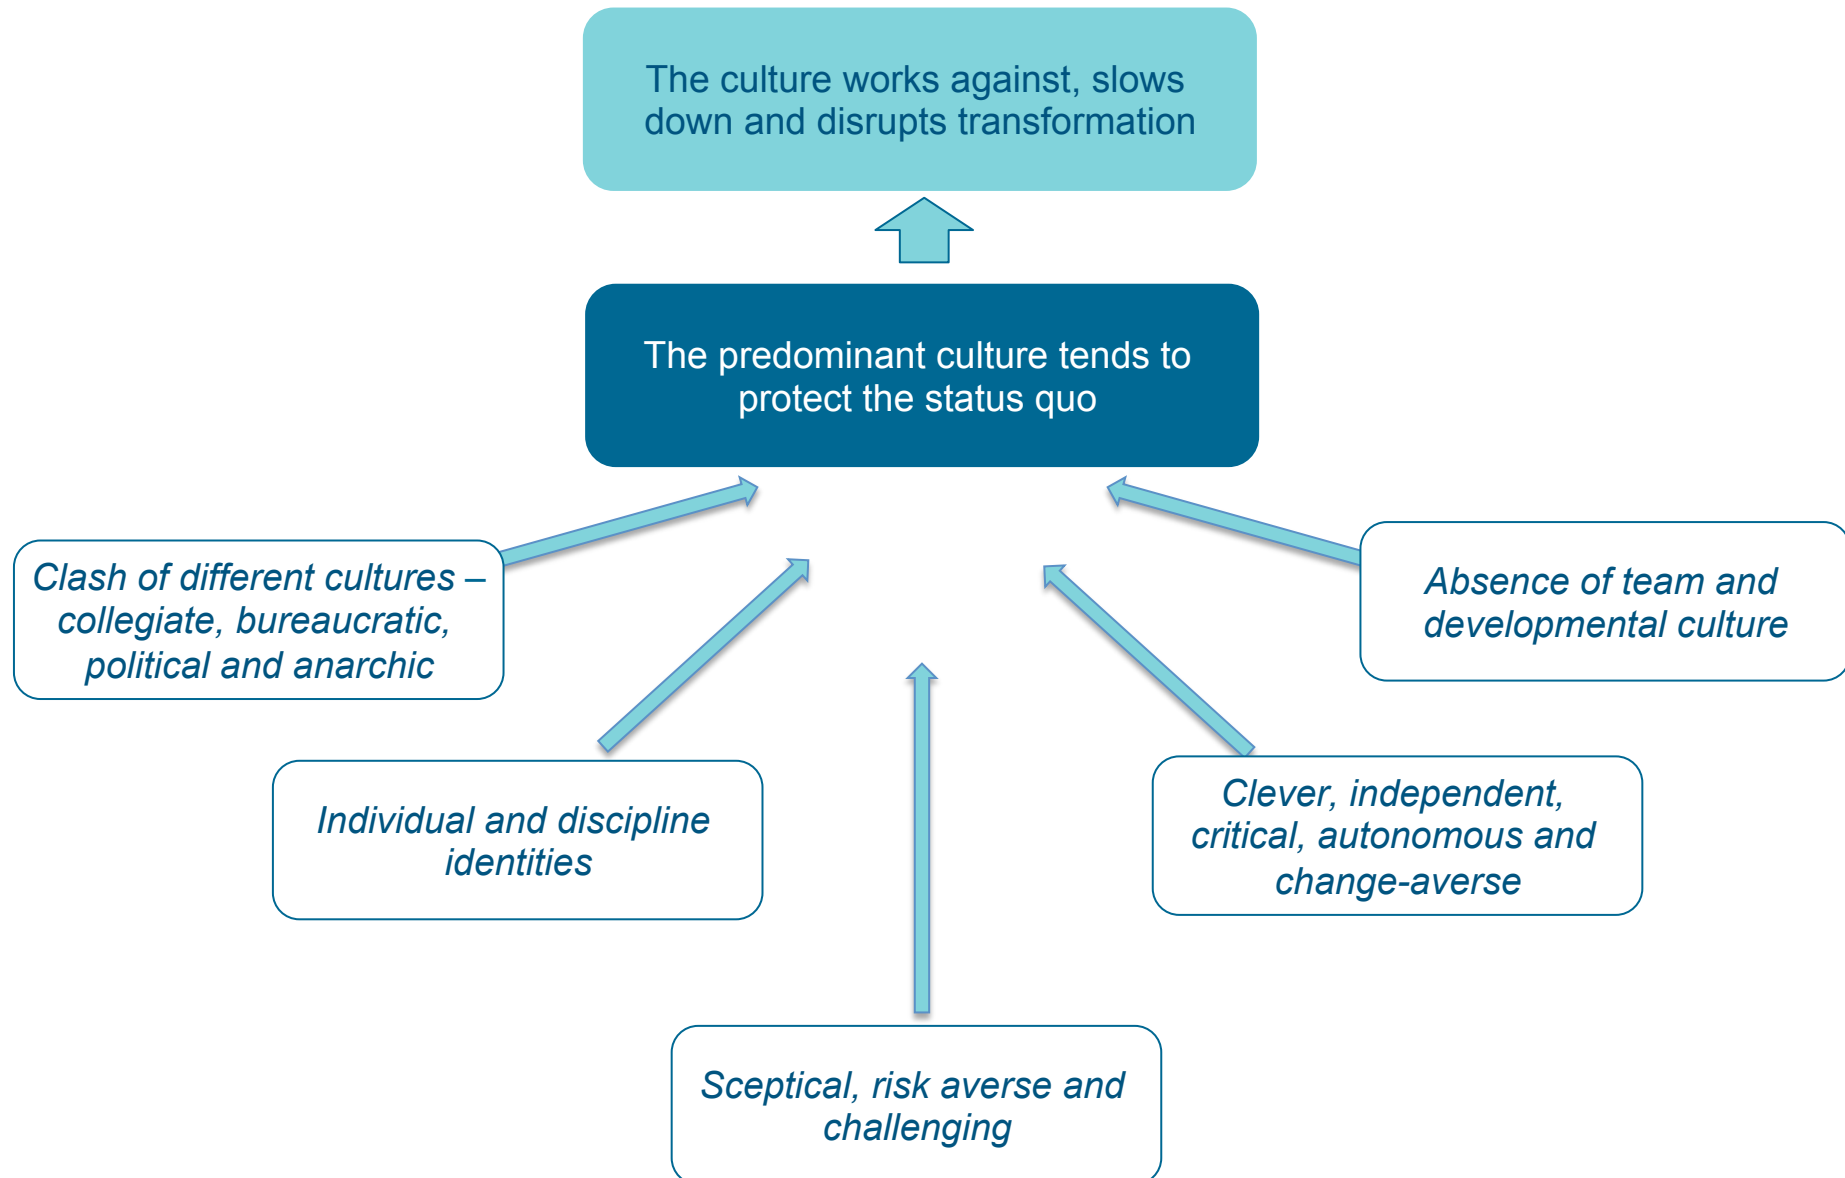 The culture works against, slows
down and disrupts transformation
The predominant culture tends to
protect the status quo
Clash of different cultures –
collegiate, bureaucratic,
political and anarchic
Absence of team and
developmental culture
Individual and discipline
identities
Clever, independent,
critical, autonomous and
change-averse
Sceptical, risk averse and
challenging